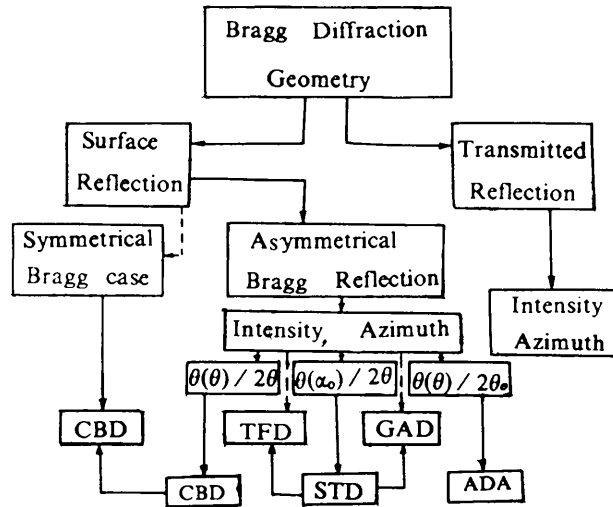 Bragg Diffraction
Geometry
Surface
Reflection
Transmitted
Reflection
Symmetrical
Bragg case
Asymmetrical
Bragg Reflection
Intensity
Azimuth
Intensity, Azimuth
θ(θ) / 2θ
θ(α₀) / 2θ
θ(θ) / 2θ₀
CBD
TFD
GAD
CBD
STD
ADA